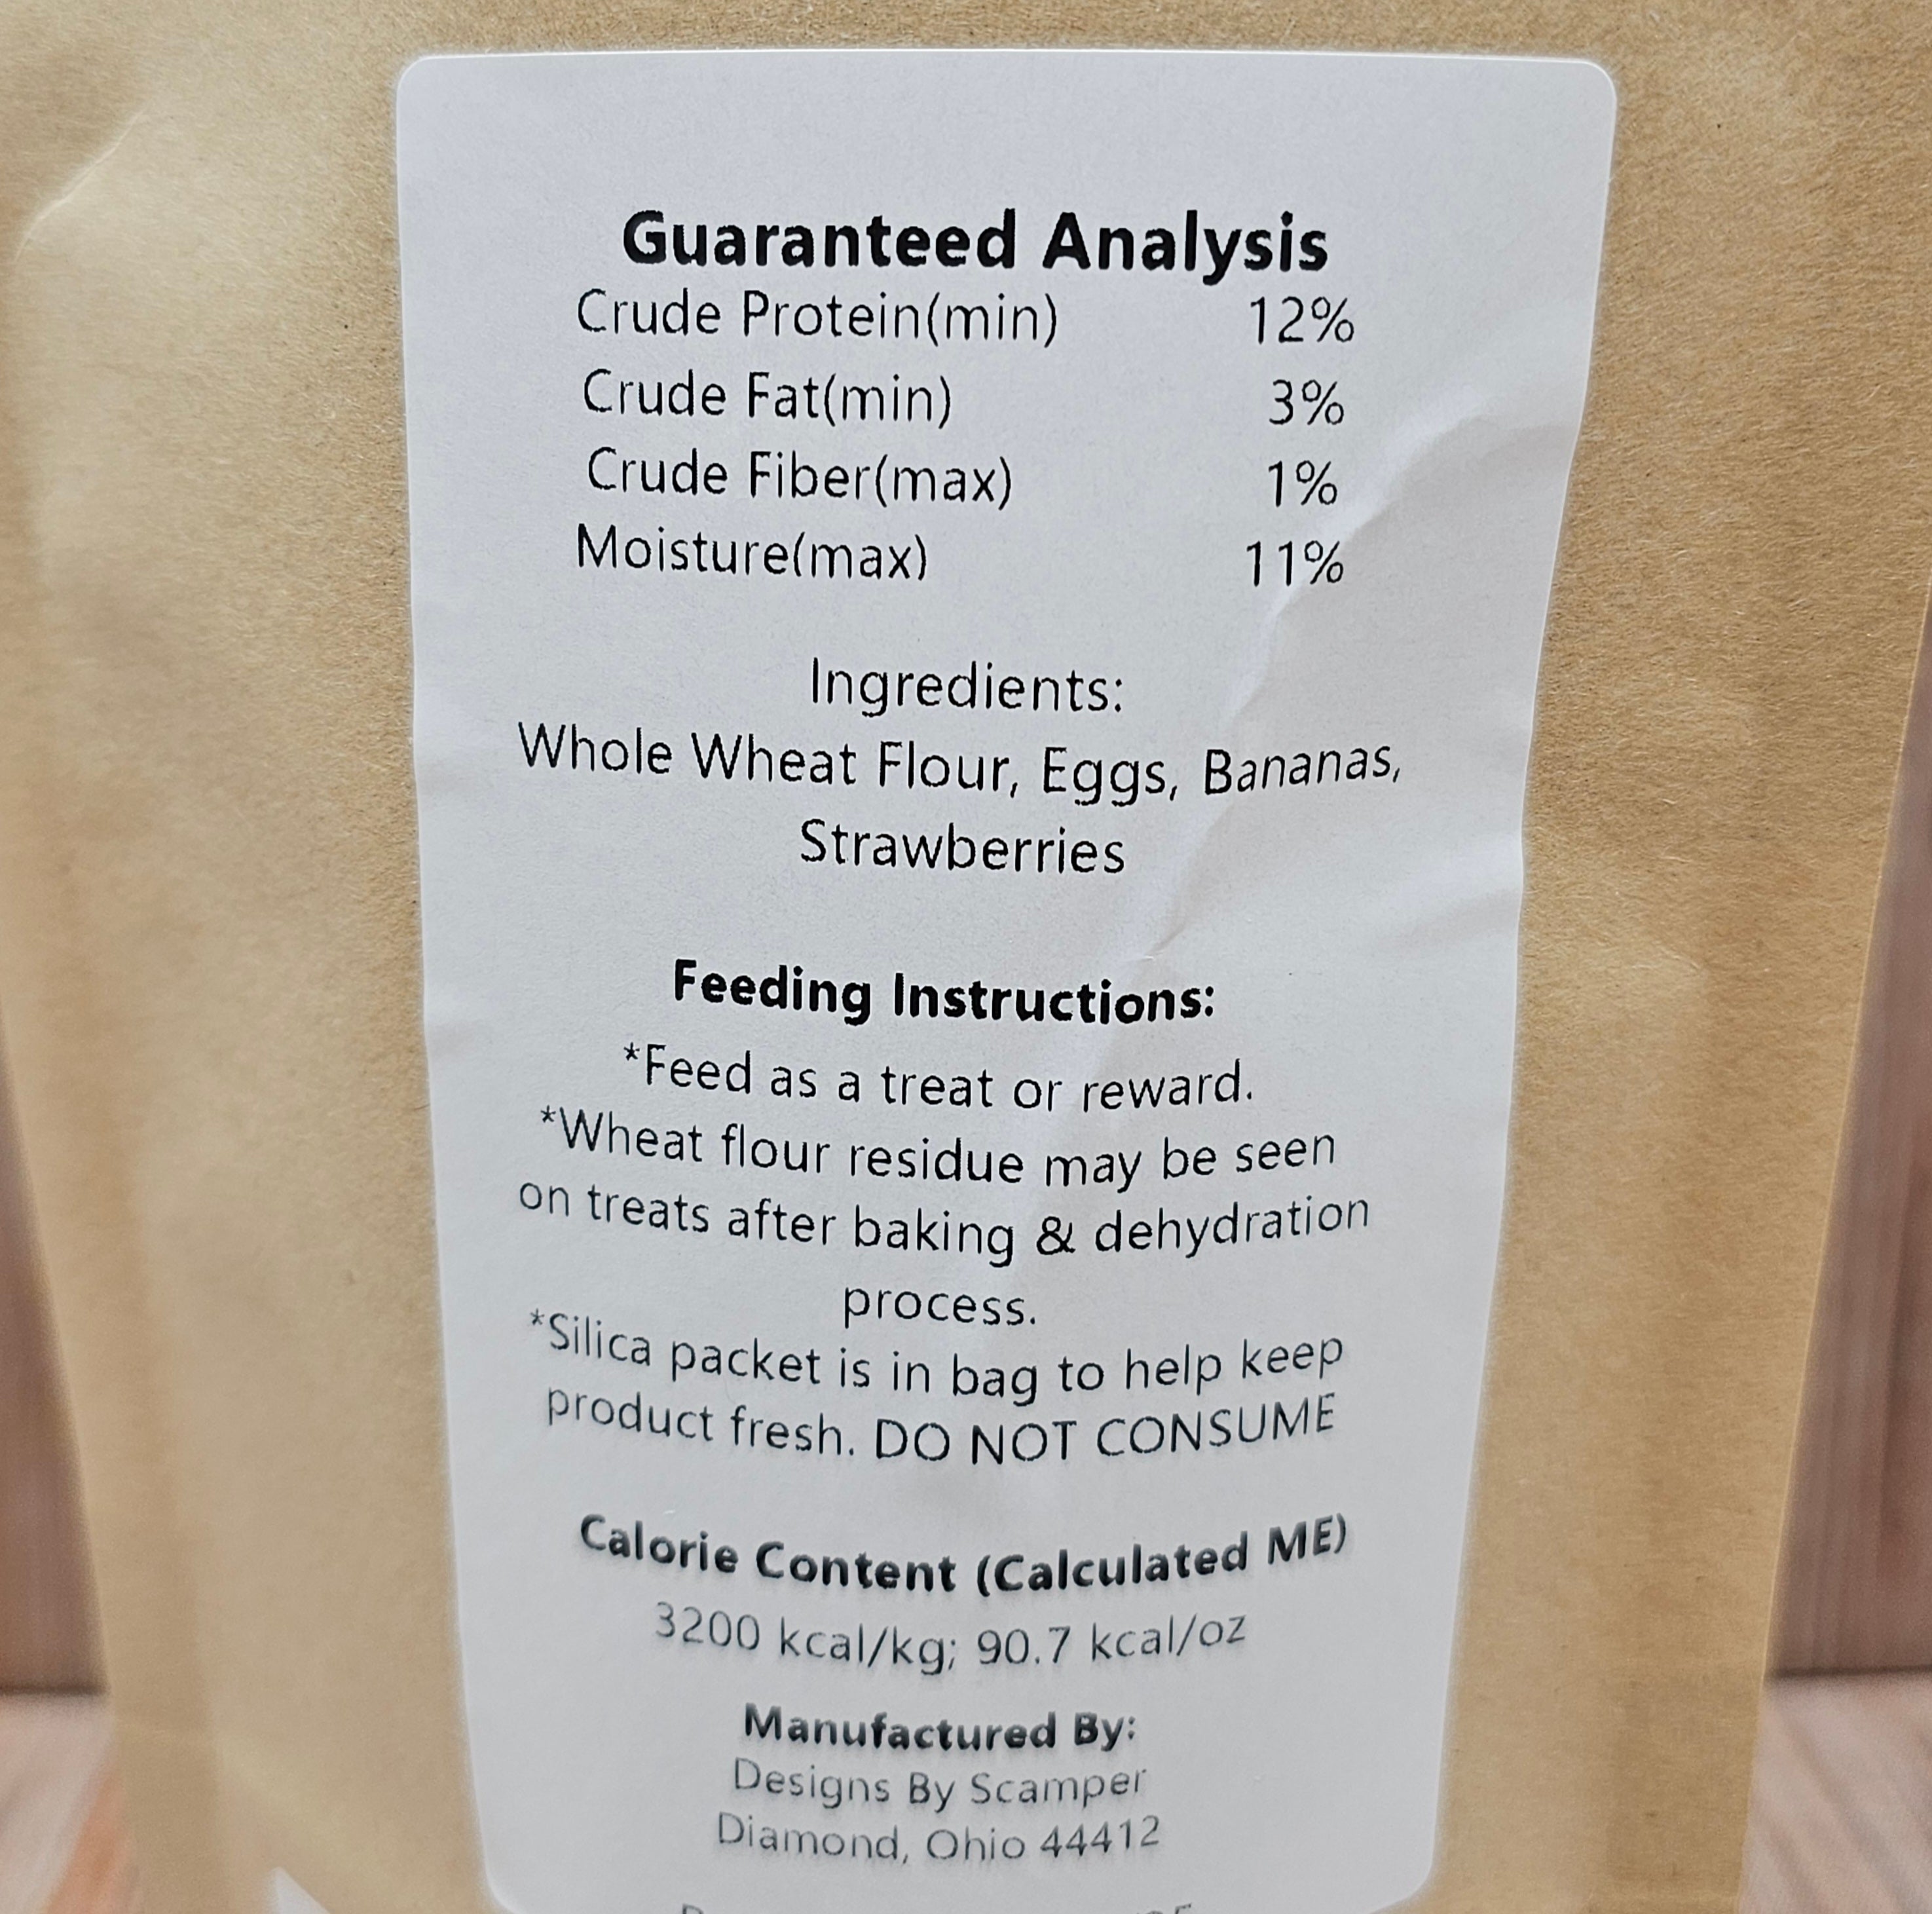 Guaranteed Analysis
Crude Protein(min) 12%
Crude Fat(min) 3%
Crude Fiber(max) 1%
Moisture(max) 11%
Ingredients:
Whole Wheat Flour, Eggs, Bananas,
Strawberries
Feeding Instructions:
*Feed as a treat or reward.
*Wheat flour residue may be seen
on treats after baking & dehydration
process.
*Silica packet is in bag to help keep
product fresh. DO NOT CONSUME
Calorie Content (Calculated ME)
3200 kcal/kg; 90.7 kcal/oz
Manufactured By:
Designs By Scamper
Diamond, Ohio 44412